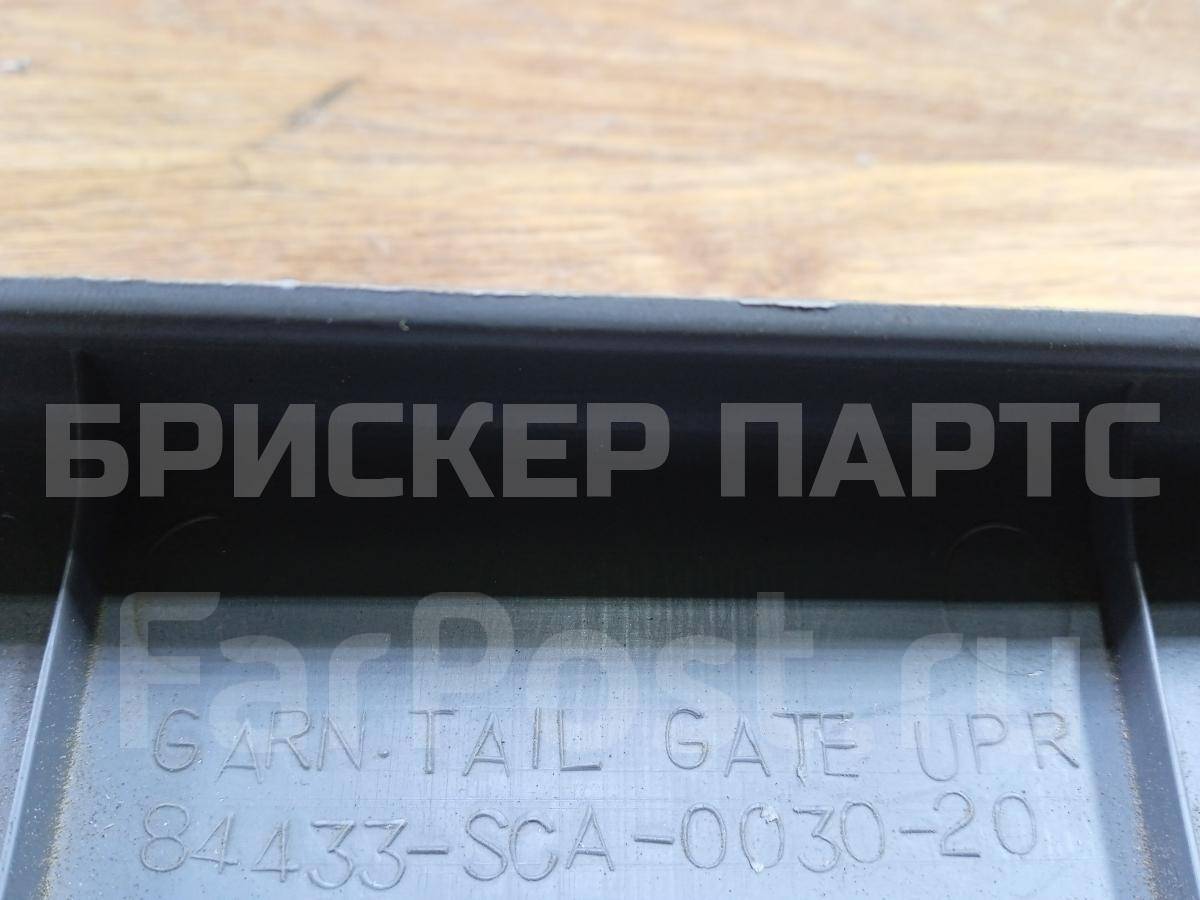 БРИСКЕР ПАРТС
FarPost.ru
GARN.TAIL GATE UPR
84433-SCA-0030-20